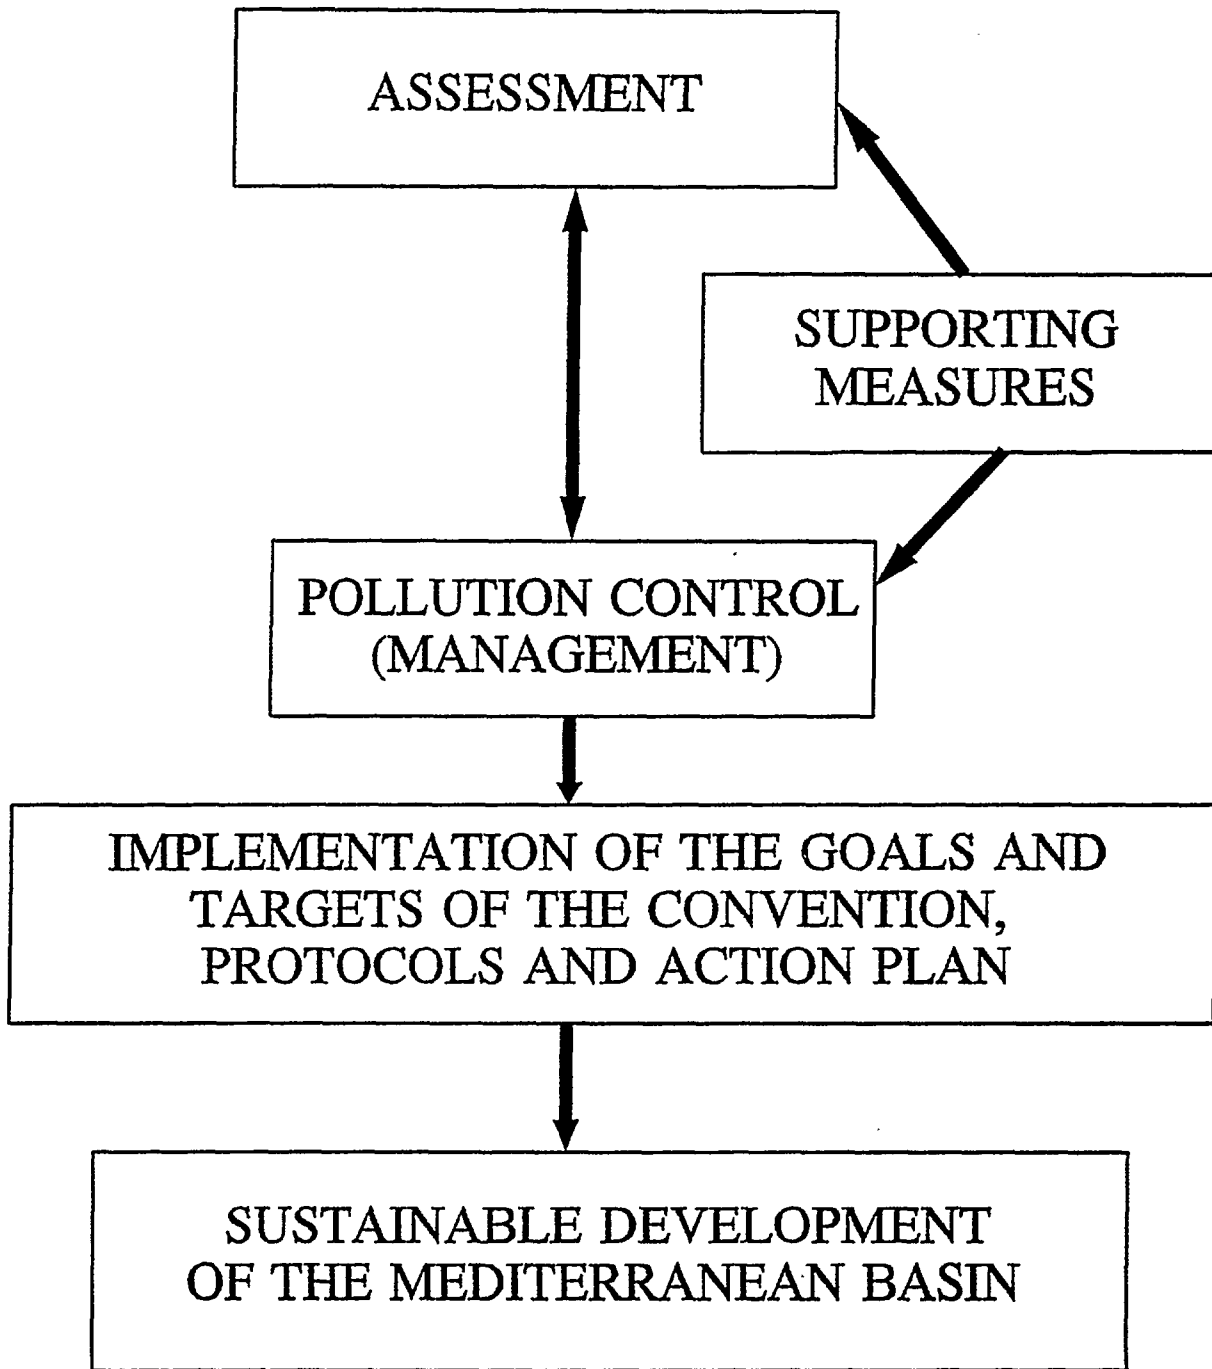 ASSESSMENT
SUPPORTING
MEASURES
POLLUTION CONTROL
(MANAGEMENT)
IMPLEMENTATION OF THE GOALS AND
TARGETS OF THE CONVENTION,
PROTOCOLS AND ACTION PLAN
SUSTAINABLE DEVELOPMENT
OF THE MEDITERRANEAN BASIN